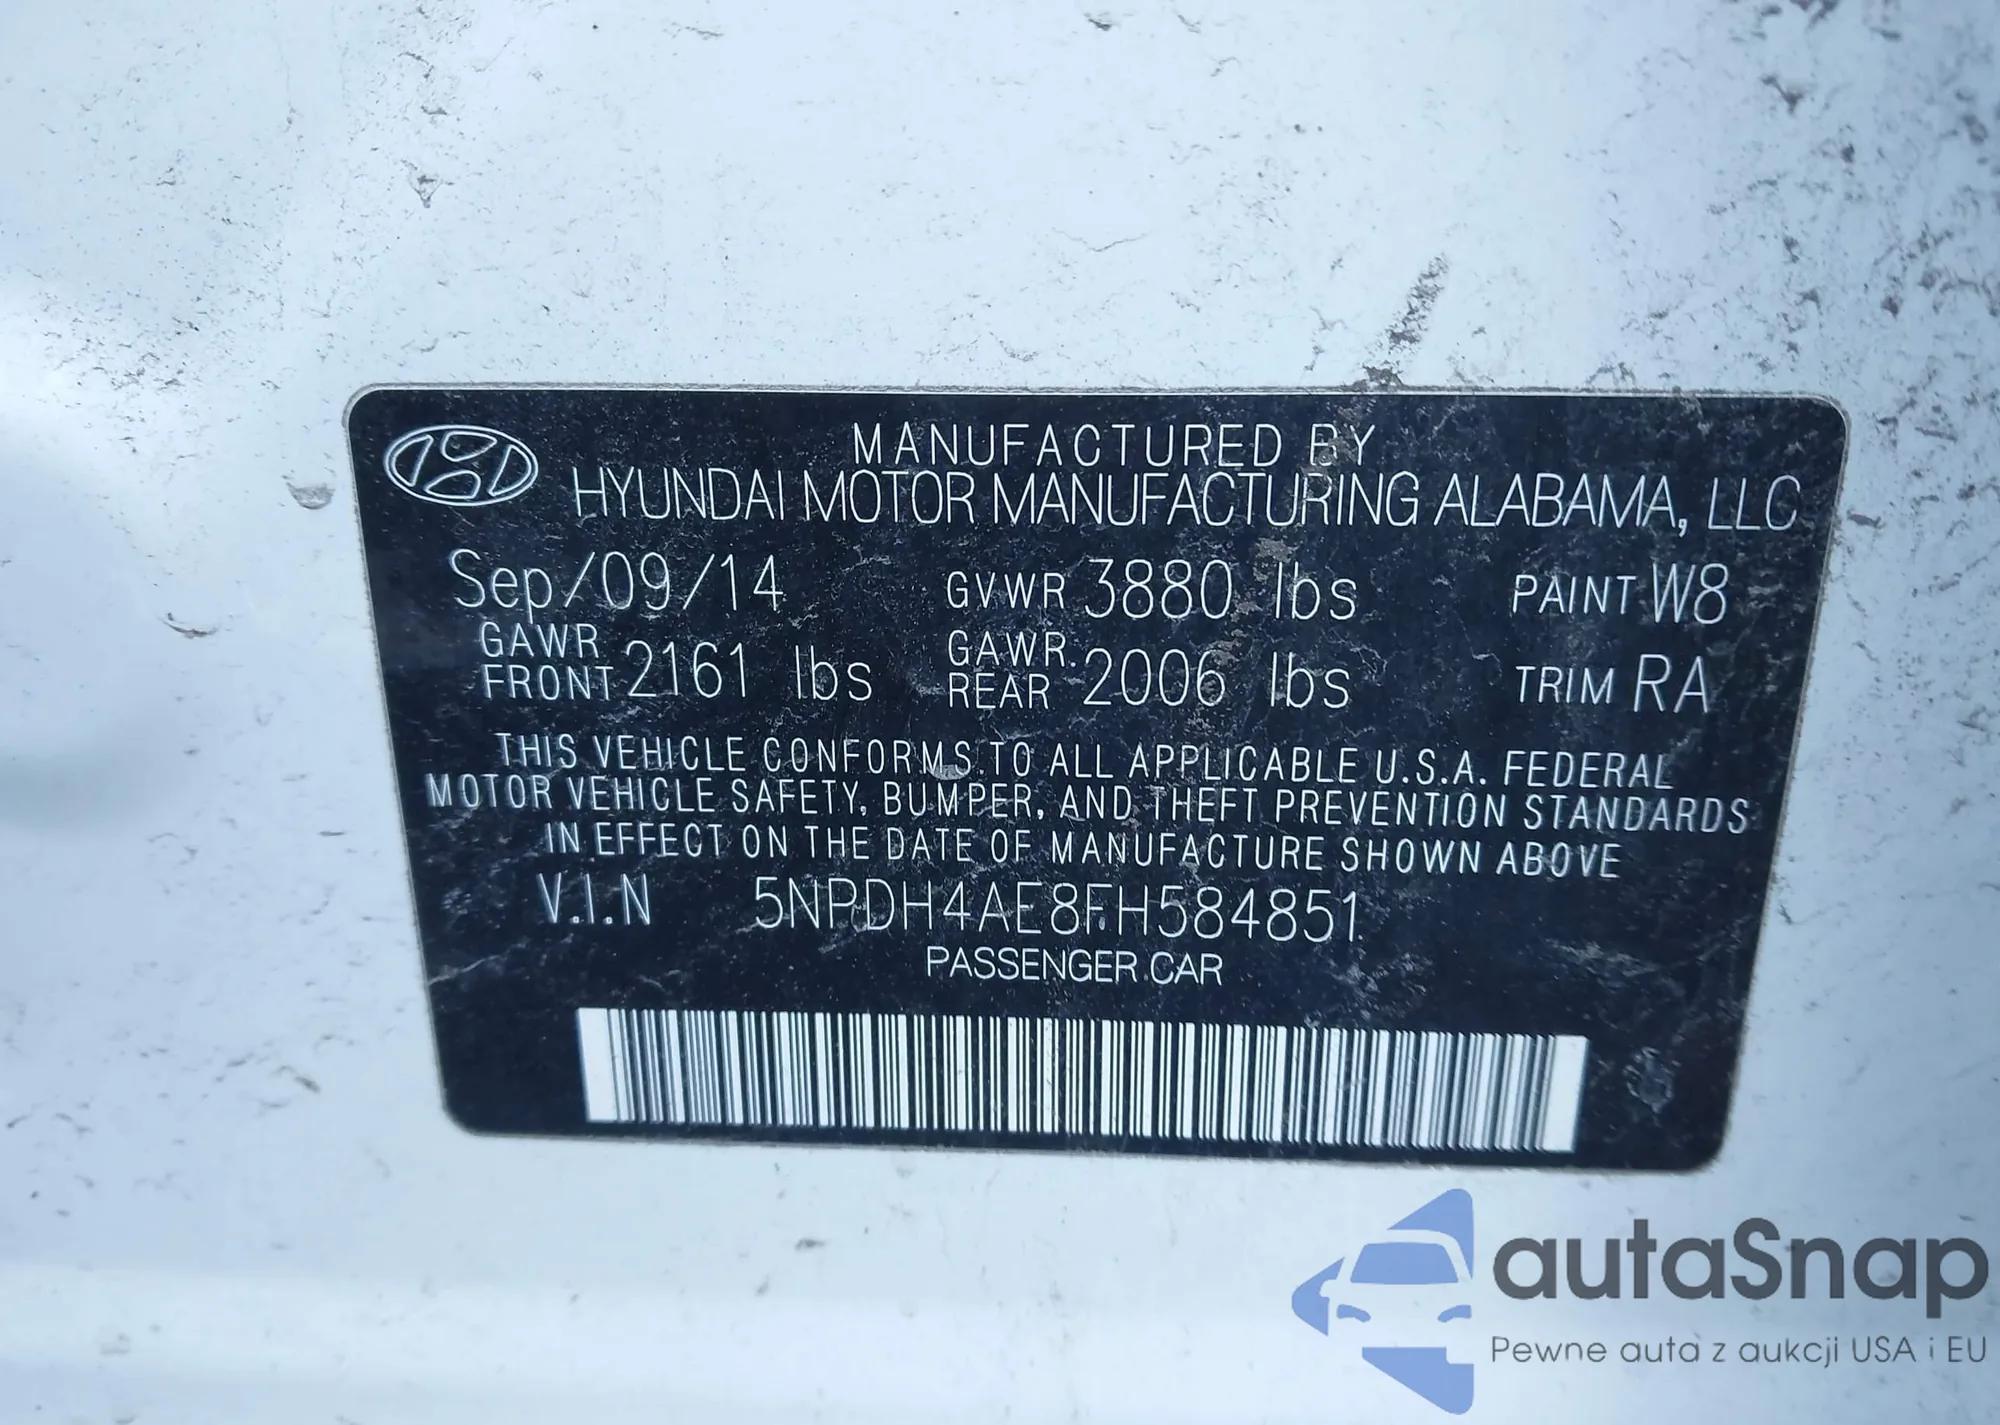 MANUFACTURED BY
HYUNDAI MOTOR MANUFACTURING ALABAMA, LLC
Sep/09/14 GVWR 3880 lbs PAINT W8
GAWR FRONT 2161 lbs GAWR REAR 2006 lbs TRIM RA
THIS VEHICLE CONFORMS TO ALL APPLICABLE U.S.A. FEDERAL
MOTOR VEHICLE SAFETY, BUMPER, AND THEFT PREVENTION STANDARDS
IN EFFECT ON THE DATE OF MANUFACTURE SHOWN ABOVE
V.I.N 5NPDH4AE8FH584851
PASSENGER CAR
autaSnap
Pewne auta z aukcji USA i EU